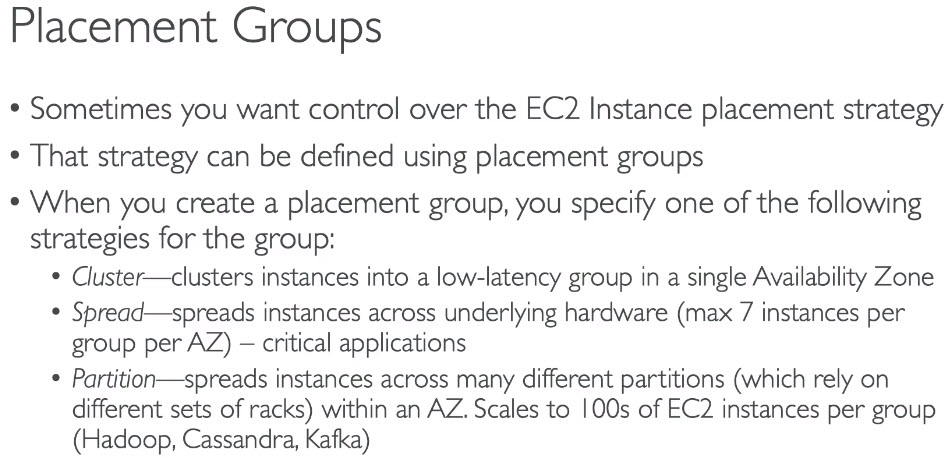 Placement Groups
• Sometimes you want control over the EC2 Instance placement strategy
• That strategy can be defined using placement groups
• When you create a placement group, you specify one of the following
strategies for the group:
• Cluster—clusters instances into a low-latency group in a single Availability Zone
• Spread—spreads instances across underlying hardware (max 7 instances per
group per AZ) – critical applications
• Partition—spreads instances across many different partitions (which rely on
different sets of racks) within an AZ. Scales to 100s of EC2 instances per group
(Hadoop, Cassandra, Kafka)